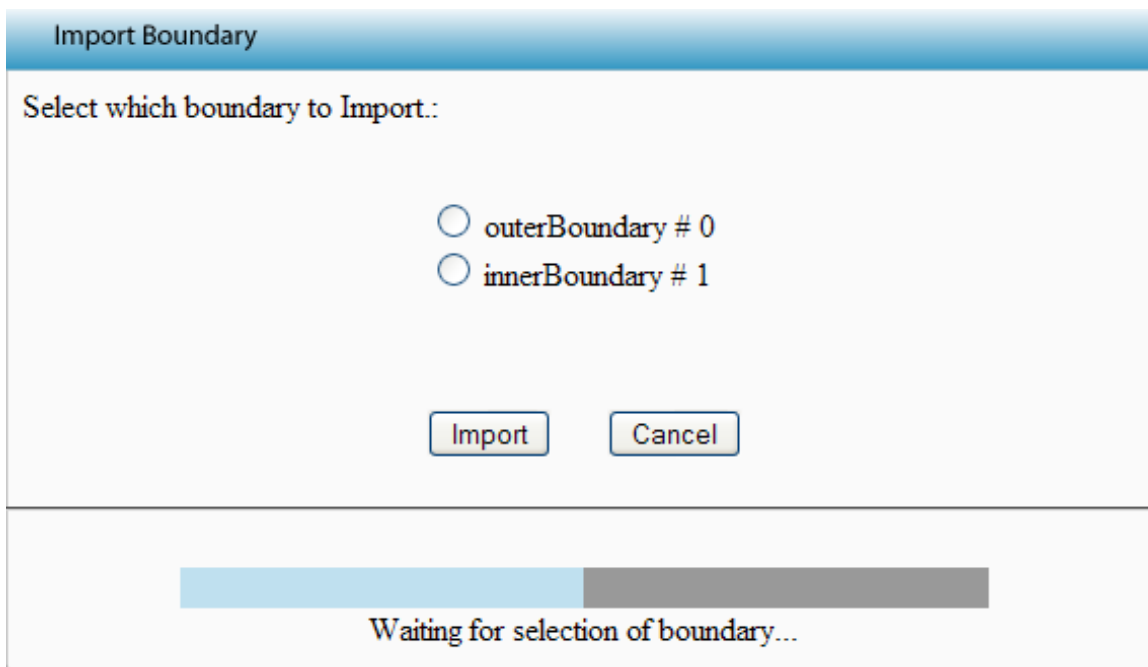 Import Boundary
Select which boundary to Import.:
outerBoundary # 0
innerBoundary # 1
Import Cancel
Waiting for selection of boundary...